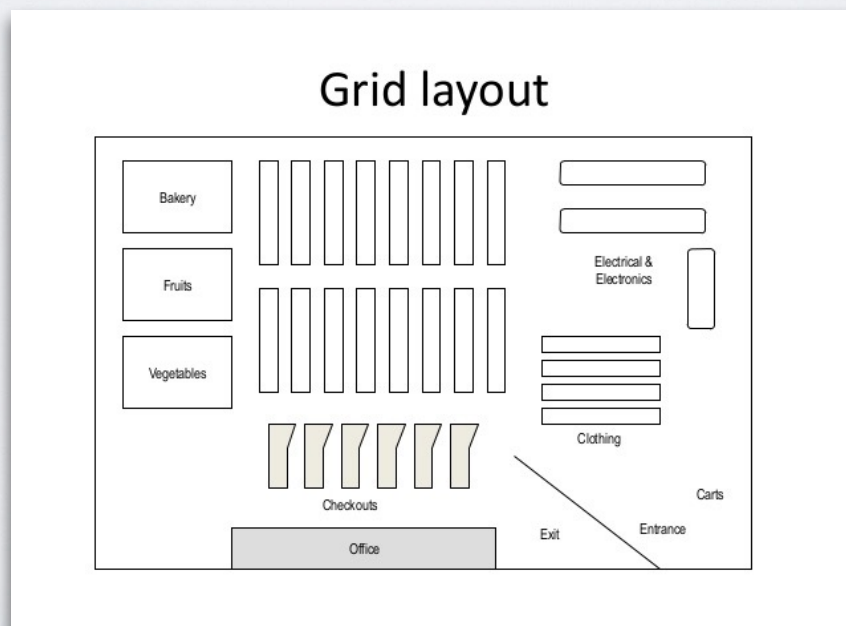 Grid layout
Bakery
Fruits
Electrical &
Electronics
Vegetables
Clothing
Carts
Checkouts
Exit
Entrance
Office